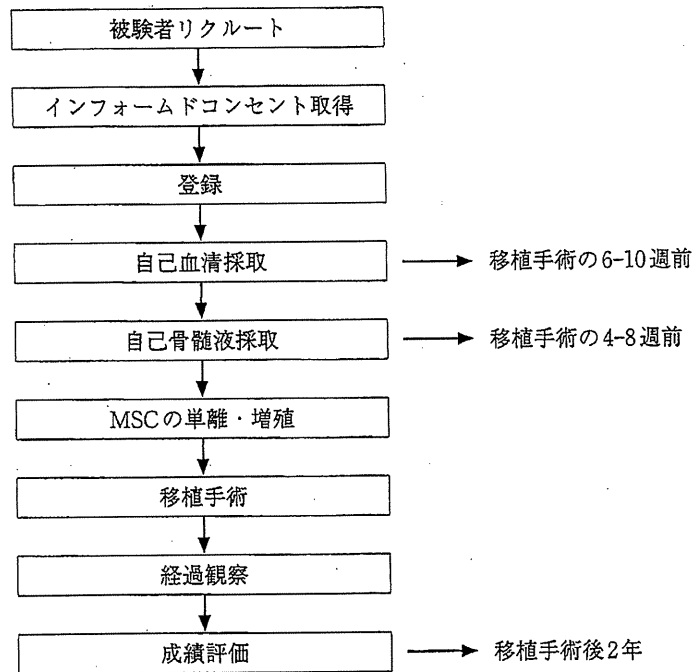 被験者リクルート
インフォームドコンセント取得
登録
自己血清採取
移植手術の6-10週前
自己骨髄液採取
移植手術の4-8週前
MSCの単離・増殖
移植手術
経過観察
成績評価
移植手術後2年